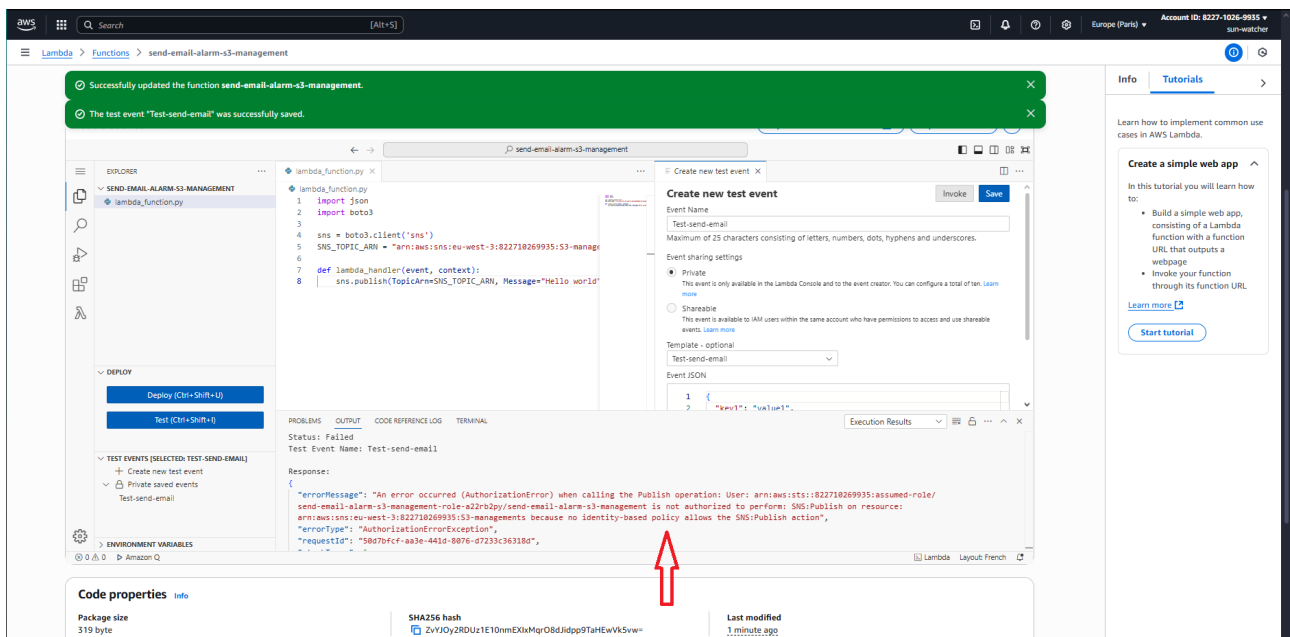 aws
Search
[Alt+S]
Europe (Paris)
Account ID: 8227-1026-9935
sun-watcher
Lambda > Functions > send-email-alarm-s3-management
Successfully updated the function send-email-alarm-s3-management.
The test event "Test-send-email" was successfully saved.
send-email-alarm-s3-management
EXPLORER
SEND-EMAIL-ALARM-S3-MANAGEMENT
lambda_function.py
DEPLOY
Deploy (Ctrl+Shift+U)
Test (Ctrl+Shift+I)
TEST EVENTS [SELECTED: TEST-SEND-EMAIL]
Create new test event
Private saved events
Test-send-email
ENVIRONMENT VARIABLES
0 0 Amazon Q
lambda_function.py
lambda_function.py
1 import json
2 import boto3
3
4 sns = boto3.client('sns')
5 SNS_TOPIC_ARN = "arn:aws:sns:eu-west-3:822710269935:S3-manage
6
7 def lambda_handler(event, context):
8 sns.publish(TopicArn=SNS_TOPIC_ARN, Message="Hello world"
Create new test event
Create new test event
Invoke
Save
Event Name
Test-send-email
Maximum of 25 characters consisting of letters, numbers, dots, hyphens and underscores.
Event sharing settings
Private
This event is only available in the Lambda Console and to the event creator. You can configure a total of ten. Learn
more
Shareable
This event is available to IAM users within the same account who have permissions to access and use shareable
events. Learn more
Template - optional
Test-send-email
Event JSON
1 {
2 "key1": "value1",
PROBLEMS OUTPUT CODE REFERENCE LOG TERMINAL
Execution Results
Status: Failed
Test Event Name: Test-send-email
Response:
{
"errorMessage": "An error occurred (AuthorizationError) when calling the Publish operation: User: arn:aws:sts::822710269935:assumed-role/
send-email-alarm-s3-management-role-a22rb2py/send-email-alarm-s3-management is not authorized to perform: SNS:Publish on resource:
arn:aws:sns:eu-west-3:822710269935:S3-managements because no identity-based policy allows the SNS:Publish action",
"errorType": "AuthorizationErrorException",
"requestId": "50d7bfcf-aa3e-441d-8076-d7233c36318d",
Lambda Layout: French
Code properties Info
Package size
319 byte
SHA256 hash
ZvYJOy2RDUz1E10nmEXIxMqrO8dJidpp9TaHEwVk5vw=
Last modified
1 minute ago
Info
Tutorials
Learn how to implement common use
cases in AWS Lambda.
Create a simple web app
In this tutorial you will learn how
to:
Build a simple web app,
consisting of a Lambda
function with a function
URL that outputs a
webpage
Invoke your function
through its function URL
Learn more
Start tutorial